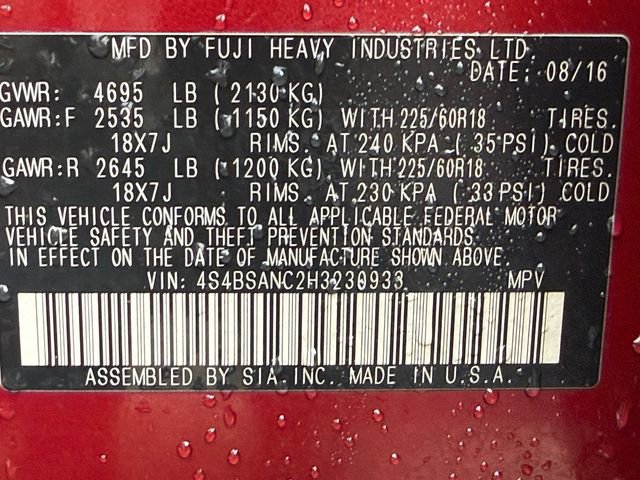 MFD BY FUJI HEAVY INDUSTRIES LTD.
DATE: 08/16
GVWR: 4695 LB ( 2130 KG)
GAWR:F 2535 LB ( 1150 KG) WITH 225/60R18 TIRES.
18X7J RIMS. AT 240 KPA ( 35 PSI) COLD
GAWR:R 2645 LB ( 1200 KG) WITH 225/60R18 TIRES.
18X7J RIMS. AT 230 KPA ( 33 PSI) COLD
THIS VEHICLE CONFORMS TO ALL APPLICABLE FEDERAL MOTOR
VEHICLE SAFETY AND THEFT PREVENTION STANDARDS
IN EFFECT ON THE DATE OF MANUFACTURE SHOWN ABOVE.
VIN: 4S4BSANC2H3230933 MPV
ASSEMBLED BY SIA.INC. MADE IN U.S.A.